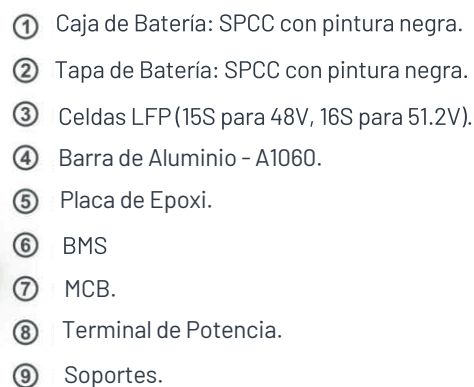 ① Caja de Batería: SPCC con pintura negra.
② Tapa de Batería: SPCC con pintura negra.
③ Celdas LFP (15S para 48V, 16S para 51.2V).
④ Barra de Aluminio - A1060.
⑤ Placa de Epoxi.
⑥ BMS
⑦ MCB.
⑧ Terminal de Potencia.
⑨ Soportes.